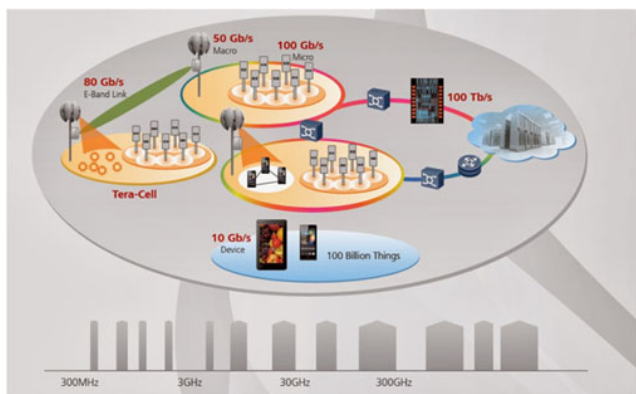 50 Gb/s
Macro
100 Gb/s
Micro
80 Gb/s
E-Band Link
100 Tb/s
Tera-Cell
10 Gb/s
Device
100 Billion Things
300MHz
3GHz
30GHz
300GHz